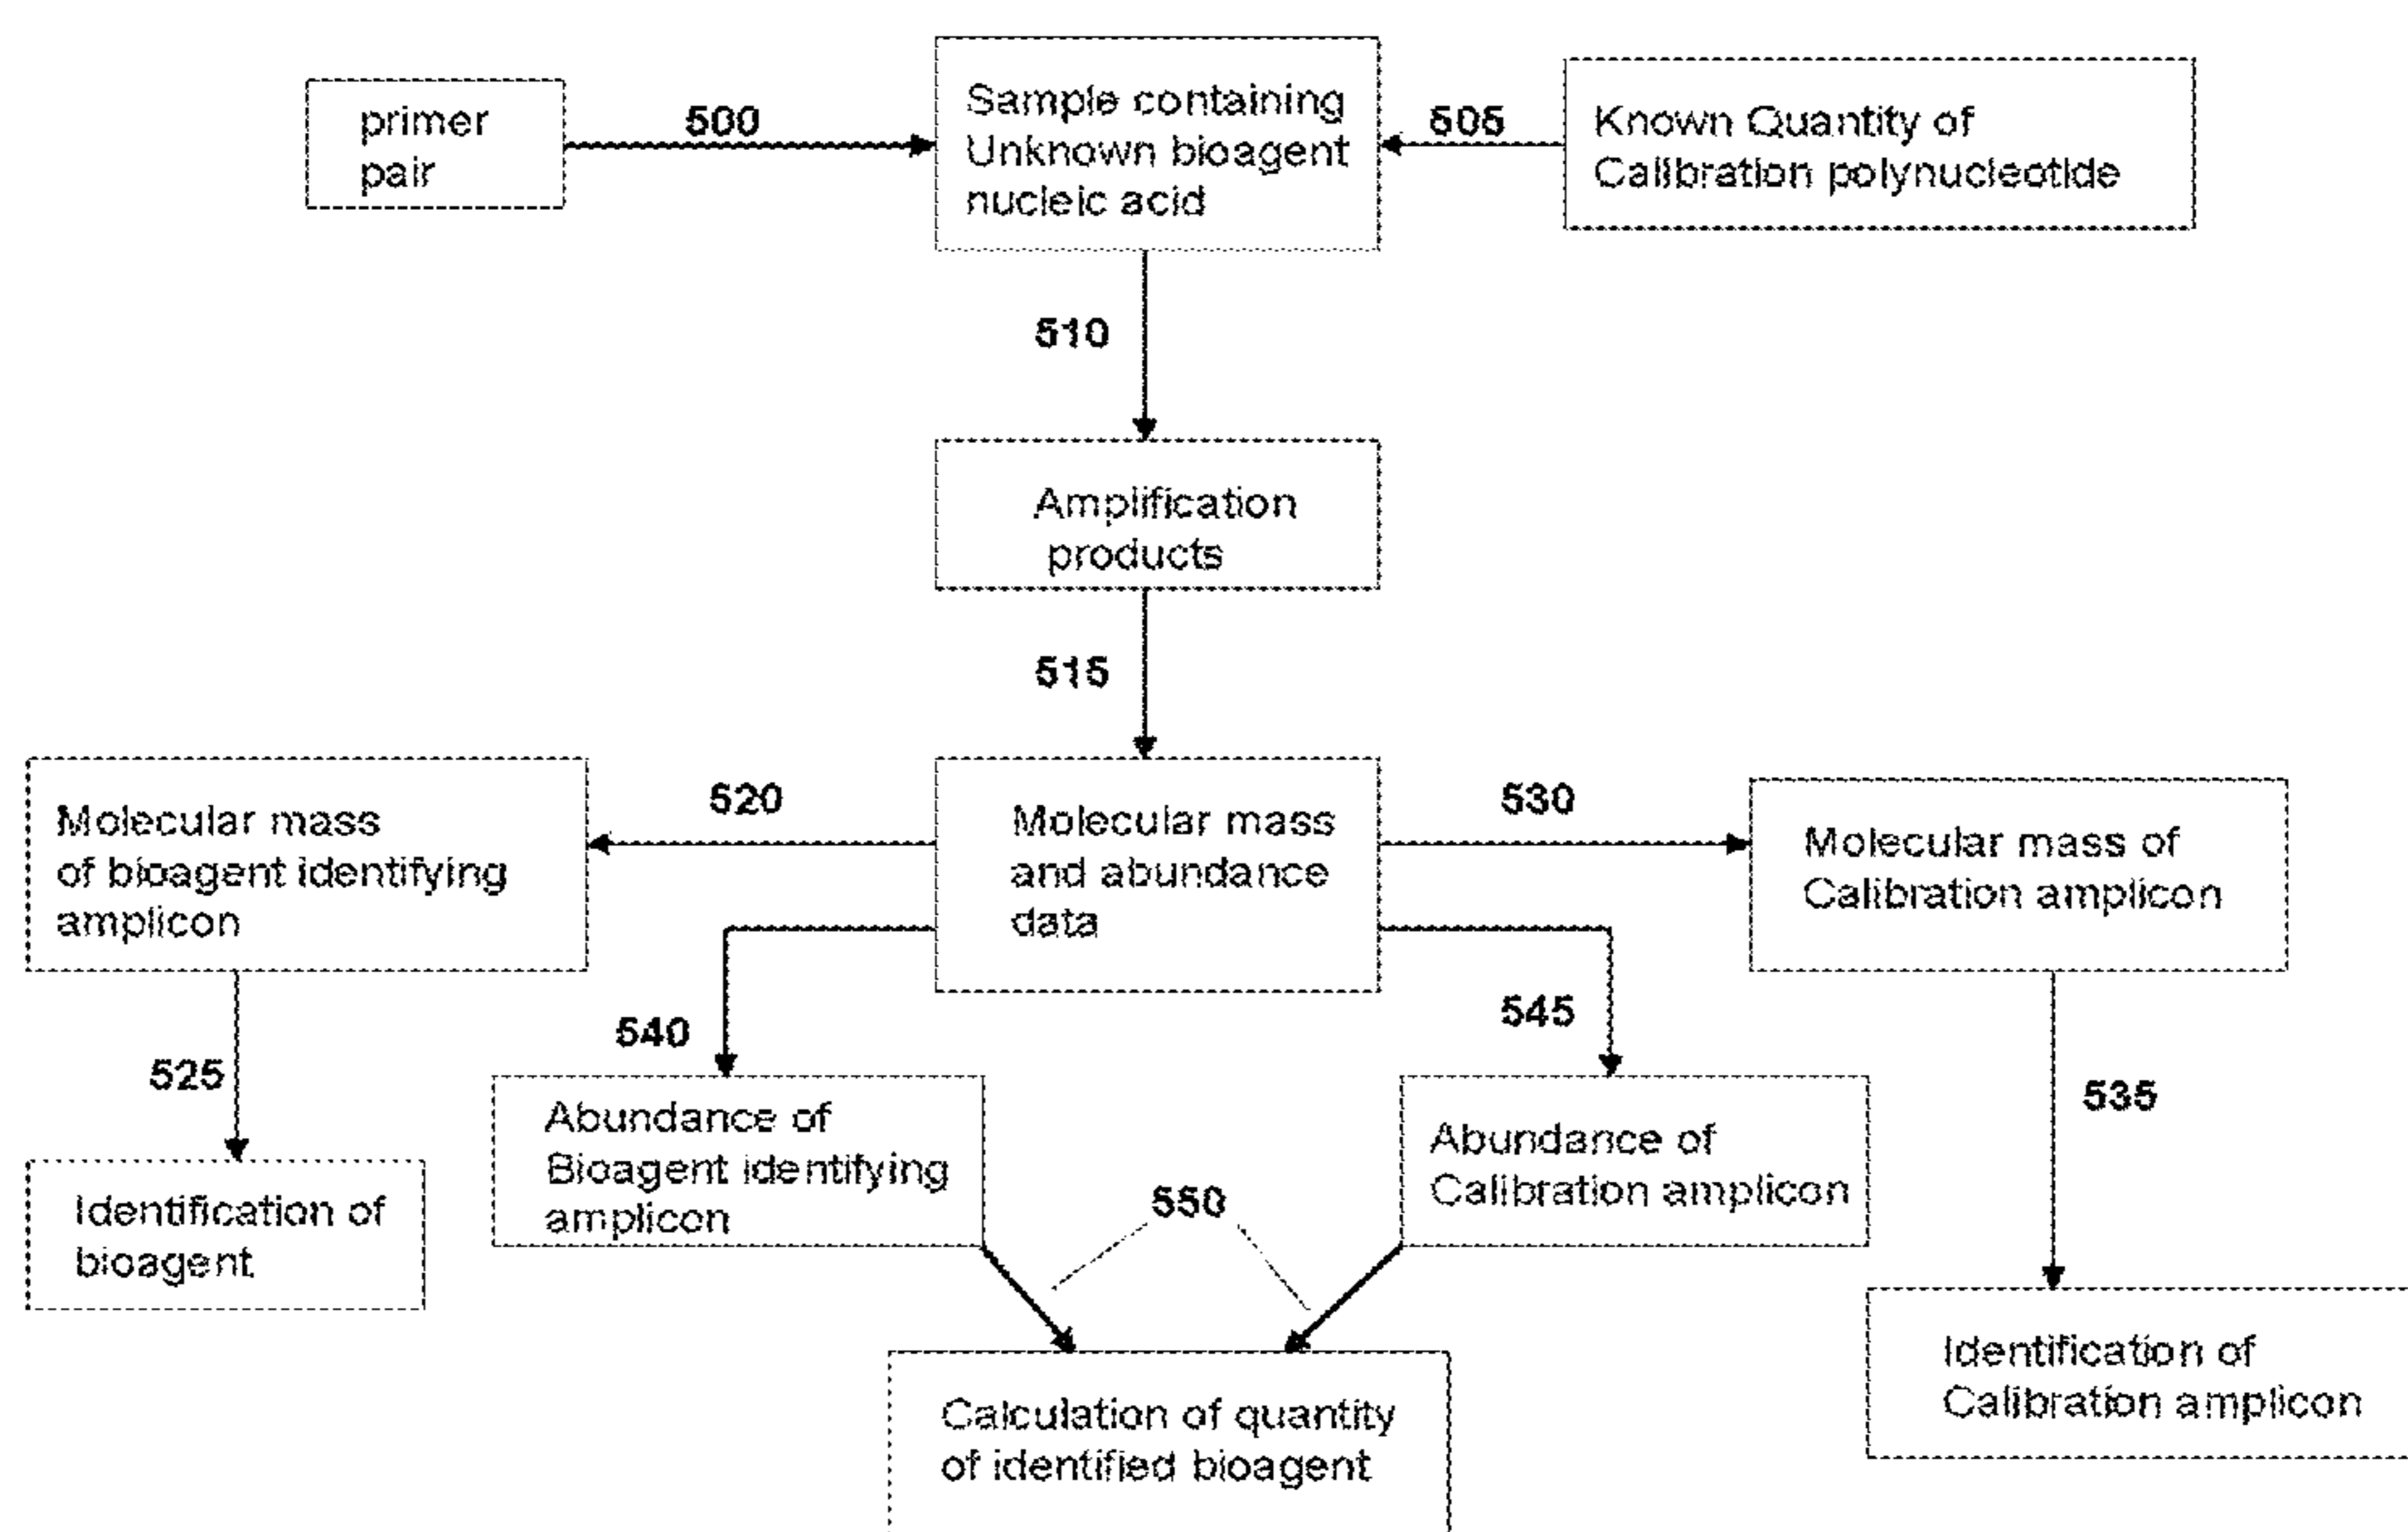 primer
pair
500
Sample containing
Unknown bioagent
nucleic acid
505
Known Quantity of
Calibration polynucleotide
510
Amplification
products
515
Molecular mass
of bioagent identifying
amplicon
520
Molecular mass
and abundance
data
530
Molecular mass of
Calibration amplicon
525
540
545
535
Identification of
bioagent
Abundance of
Bioagent identifying
amplicon
550
Abundance of
Calibration amplicon
Calculation of quantity
of identified bioagent
Identification of
Calibration amplicon